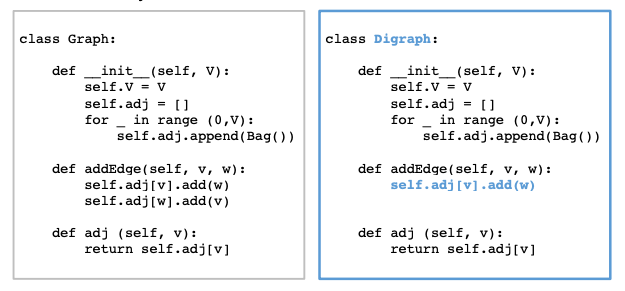 class Graph:
def __init__(self, V):
self.V = V
self.adj = []
for _ in range (0,V):
self.adj.append(Bag())
def addEdge(self, v, w):
self.adj[v].add(w)
self.adj[w].add(v)
def adj (self, v):
return self.adj[v]
class Digraph:
def __init__(self, V):
self.V = V
self.adj = []
for _ in range (0,V):
self.adj.append(Bag())
def addEdge(self, v, w):
self.adj[v].add(w)
def adj (self, v):
return self.adj[v]